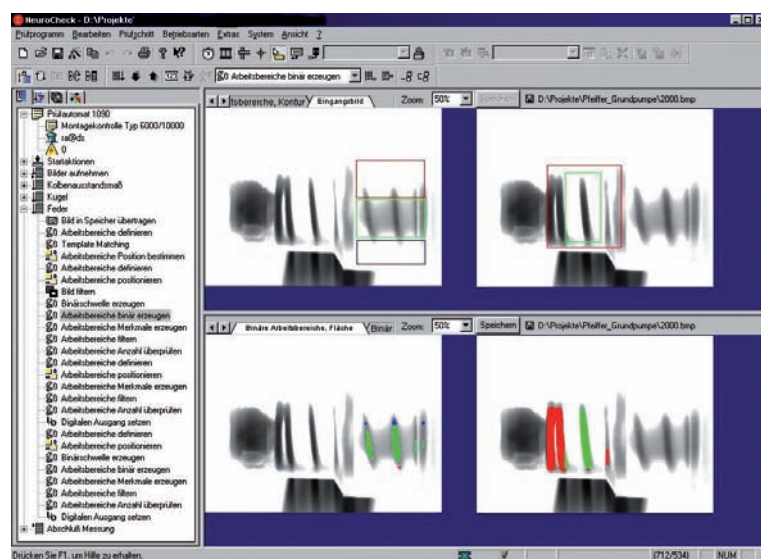 NeuroCheck - D:\Projekte'
Prüfprogramm Bearbeiten Prüfschritt Betriebsarten Extras System Ansicht ?
Arbeitsbereiche binär erzeugen
tsbereiche, Kontur Eingangsbild Zoom: 50% Speichern D:\Projekte\Pfeiffer_Grundpumpe\2000.bmp
Prüfautomat 1090
Montagekontrolle Typ 6000/10000
sa@ds
0
Startaktionen
Bilder aufnehmen
Kolbenausstandsmaß
Kugel
Feder
Bild in Speicher übertragen
Arbeitsbereiche definieren
Template Matching
Arbeitsbereiche Position bestimmen
Arbeitsbereiche definieren
Arbeitsbereiche positionieren
Bild filtern
Binärschwelle erzeugen
Arbeitsbereiche binär erzeugen
Arbeitsbereiche Merkmale erzeugen
Arbeitsbereiche filtern
Arbeitsbereiche Anzahl überprüfen
Arbeitsbereiche definieren
Arbeitsbereiche positionieren
Arbeitsbereiche Merkmale erzeugen
Arbeitsbereiche filtern
Arbeitsbereiche Anzahl überprüfen
Digitalen Ausgang setzen
Arbeitsbereiche definieren
Arbeitsbereiche positionieren
Binärschwelle erzeugen
Arbeitsbereiche binär erzeugen
Arbeitsbereiche Merkmale erzeugen
Arbeitsbereiche filtern
Arbeitsbereiche Anzahl überprüfen
Digitalen Ausgang setzen
Abschluß Messung
Binäre Arbeitsbereiche, Fläche Binär Zoom: 50% Speichern D:\Projekte\Pfeiffer_Grundpumpe\2000.bmp
Drücken Sie F1, um Hilfe zu erhalten. (712/534) NUM